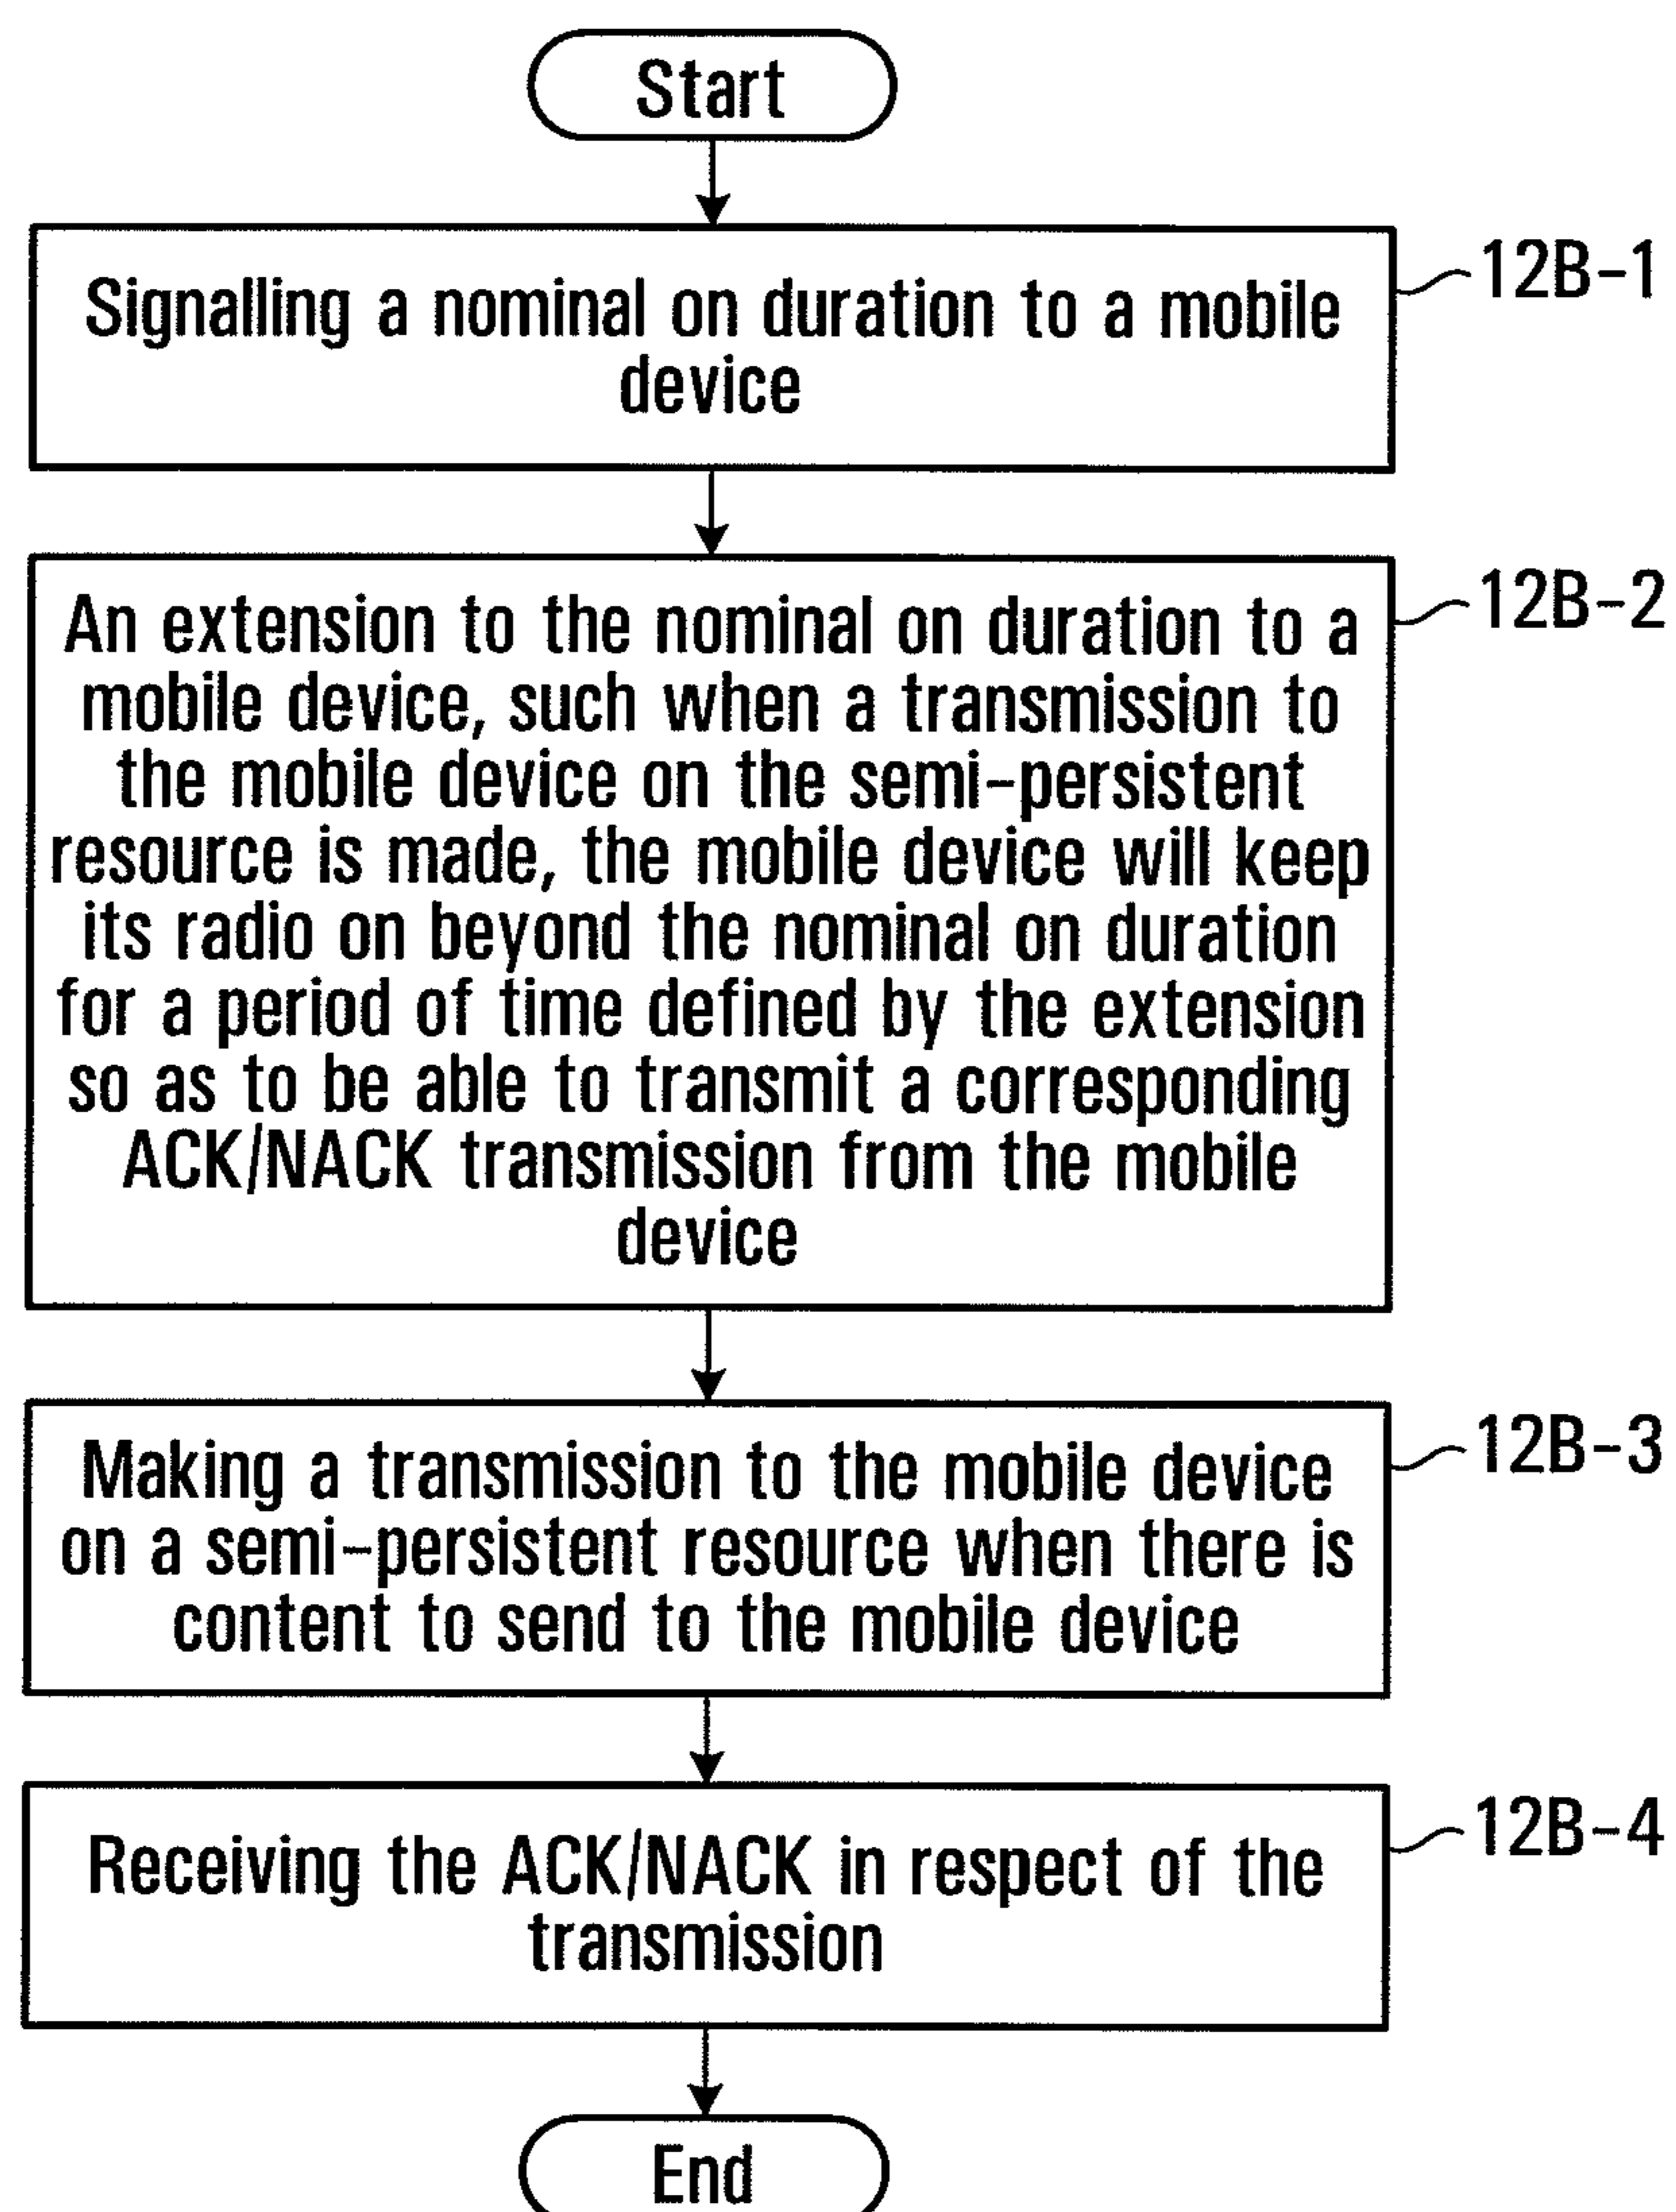 Start
Signalling a nominal on duration to a mobile
device
12B-1
An extension to the nominal on duration to a
mobile device, such when a transmission to
the mobile device on the semi-persistent
resource is made, the mobile device will keep
its radio on beyond the nominal on duration
for a period of time defined by the extension
so as to be able to transmit a corresponding
ACK/NACK transmission from the mobile
device
12B-2
Making a transmission to the mobile device
on a semi-persistent resource when there is
content to send to the mobile device
12B-3
Receiving the ACK/NACK in respect of the
transmission
12B-4
End